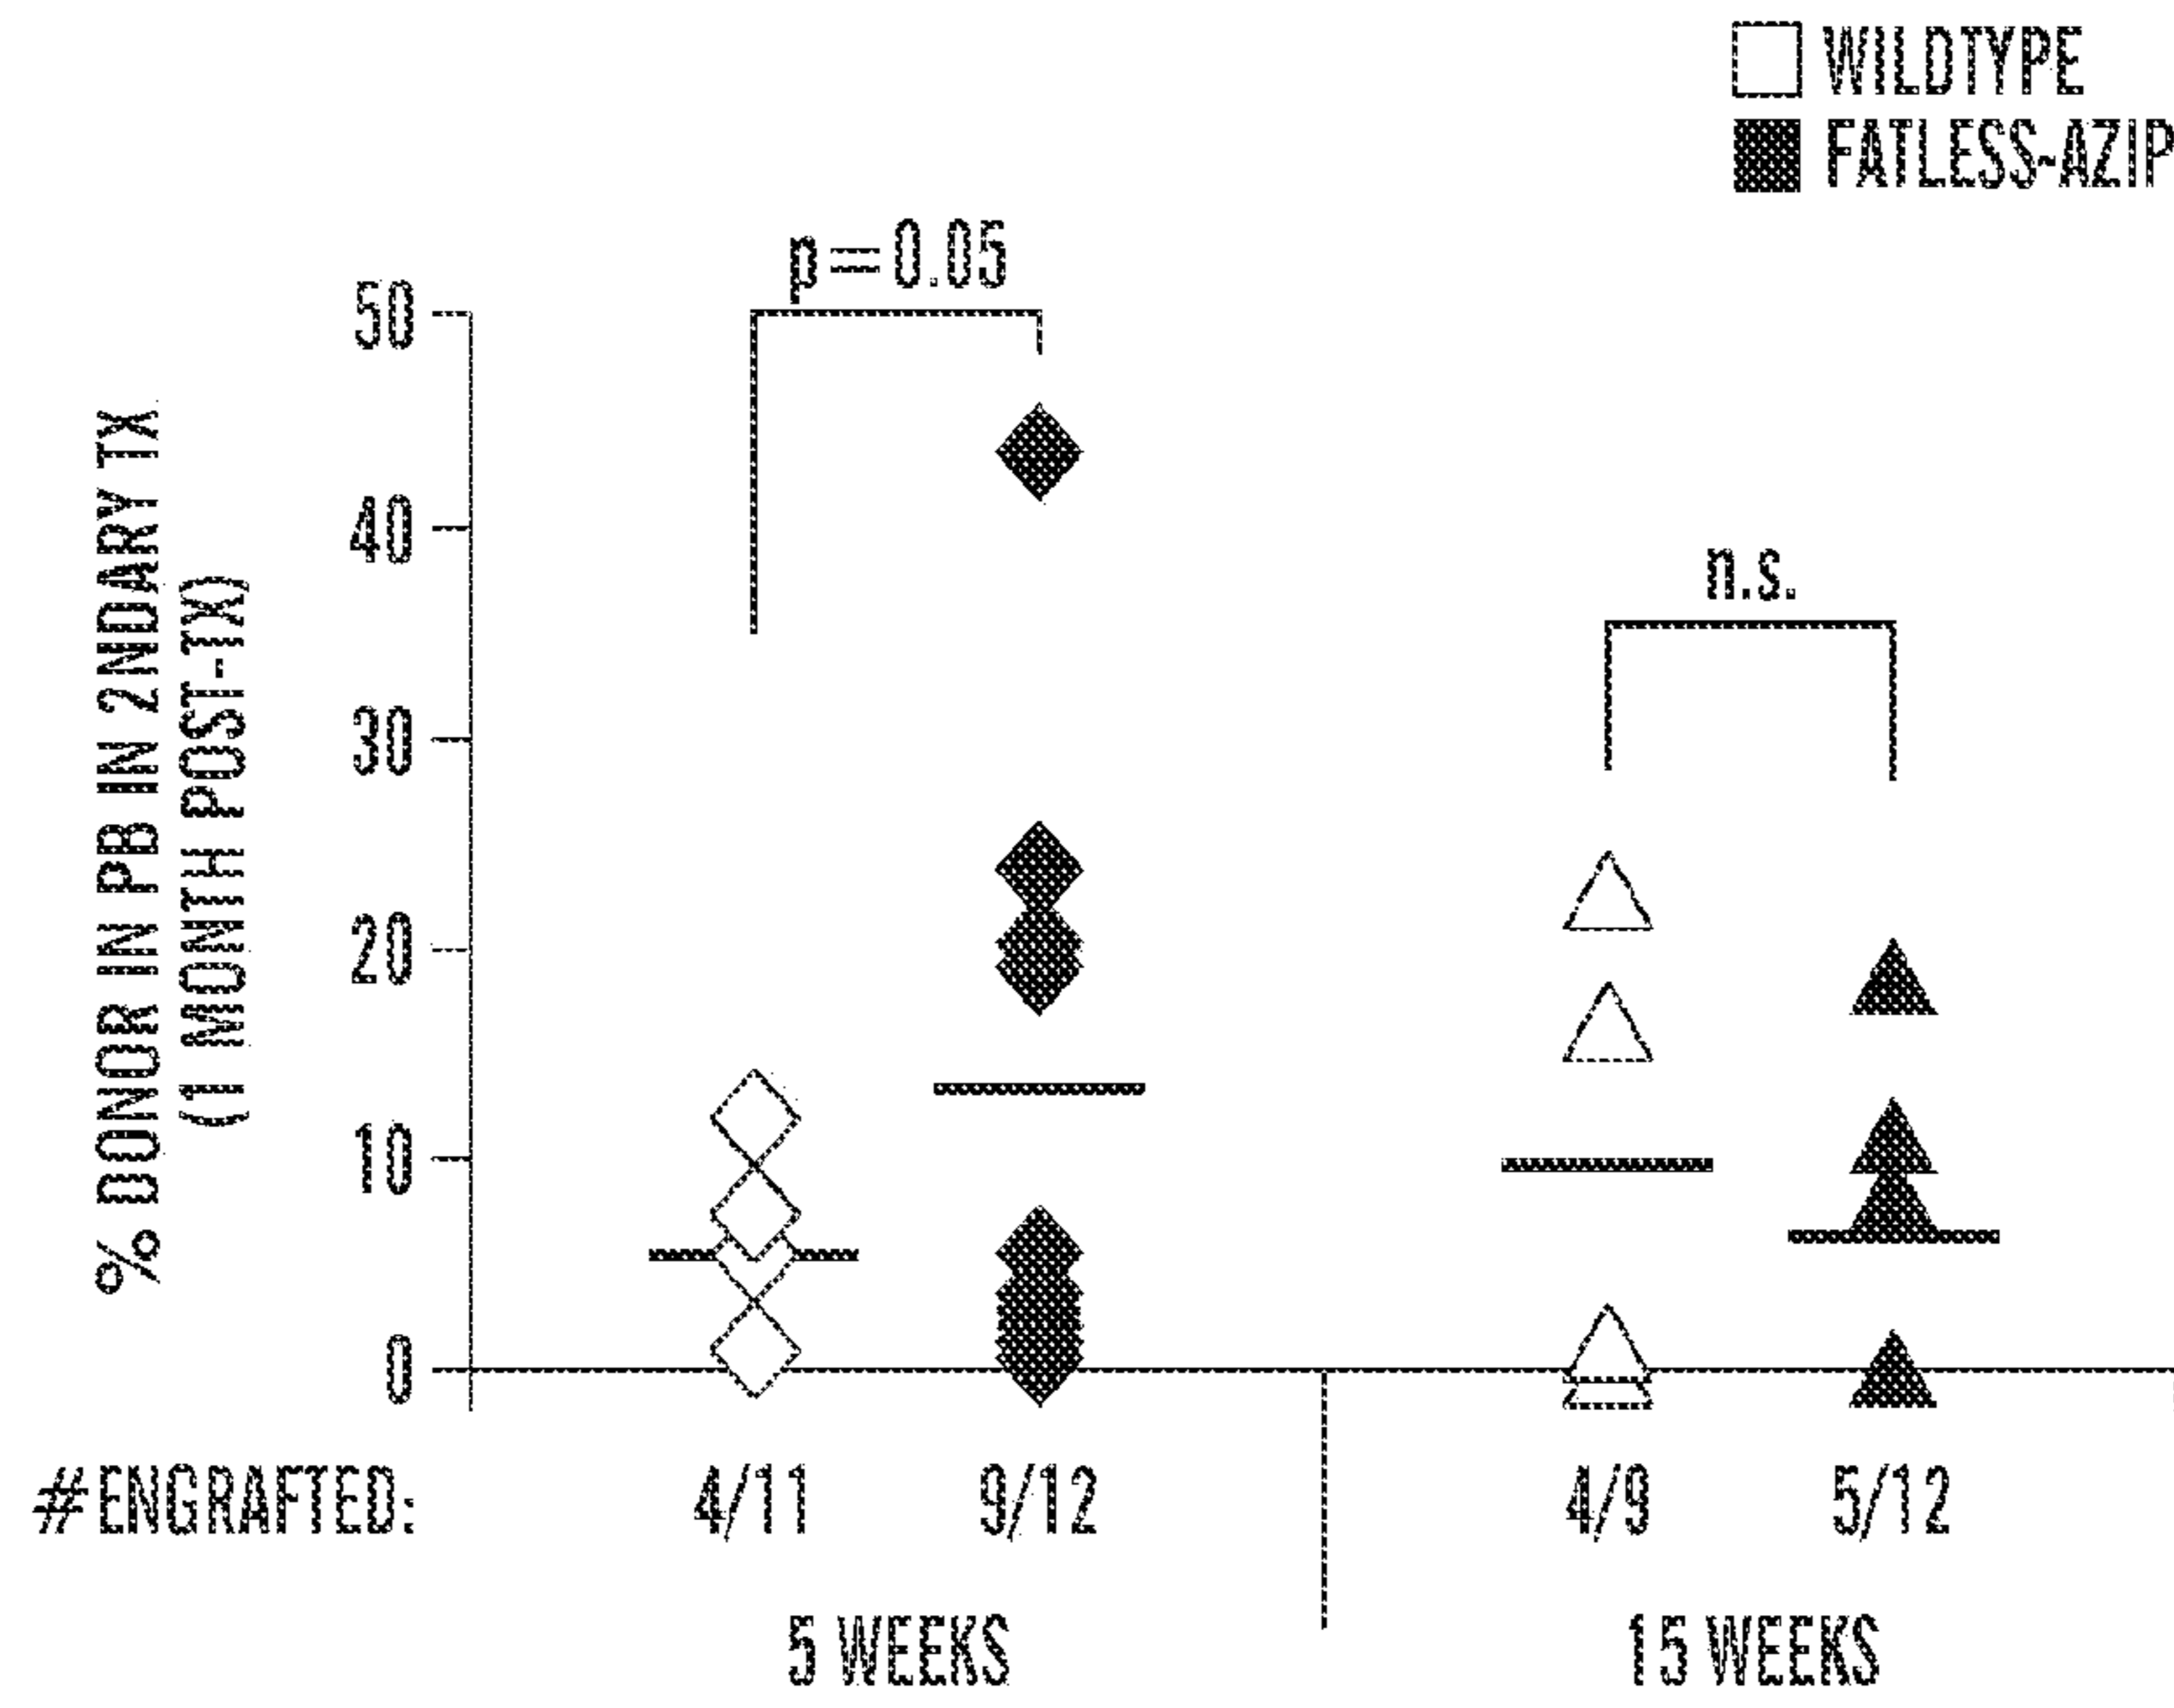 WILDTYPE
FATLESS-AZIP
p=0.05
50
40
n.s.
30
20
10
0
% DONOR IN PB IN 2NDARY TX
(1 MONTH POST-TX)
#ENGRAFTED: 4/11 9/12 4/9 5/12
5 WEEKS 15 WEEKS